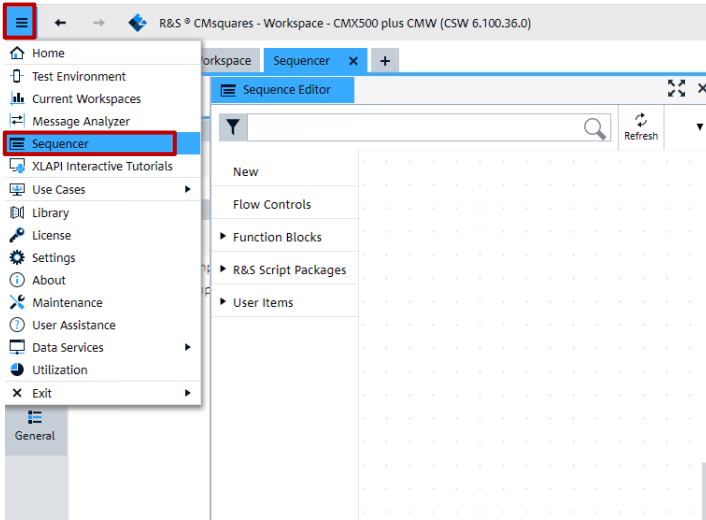 R&S ® CMsquares - Workspace - CMX500 plus CMW (CSW 6.100.36.0)
Home
Test Environment
Current Workspaces
Message Analyzer
Sequencer
XLAPI Interactive Tutorials
Use Cases
Library
License
Settings
About
Maintenance
User Assistance
Data Services
Utilization
Exit
General
orkspace
Sequencer
Sequence Editor
Refresh
New
Flow Controls
Function Blocks
R&S Script Packages
User Items